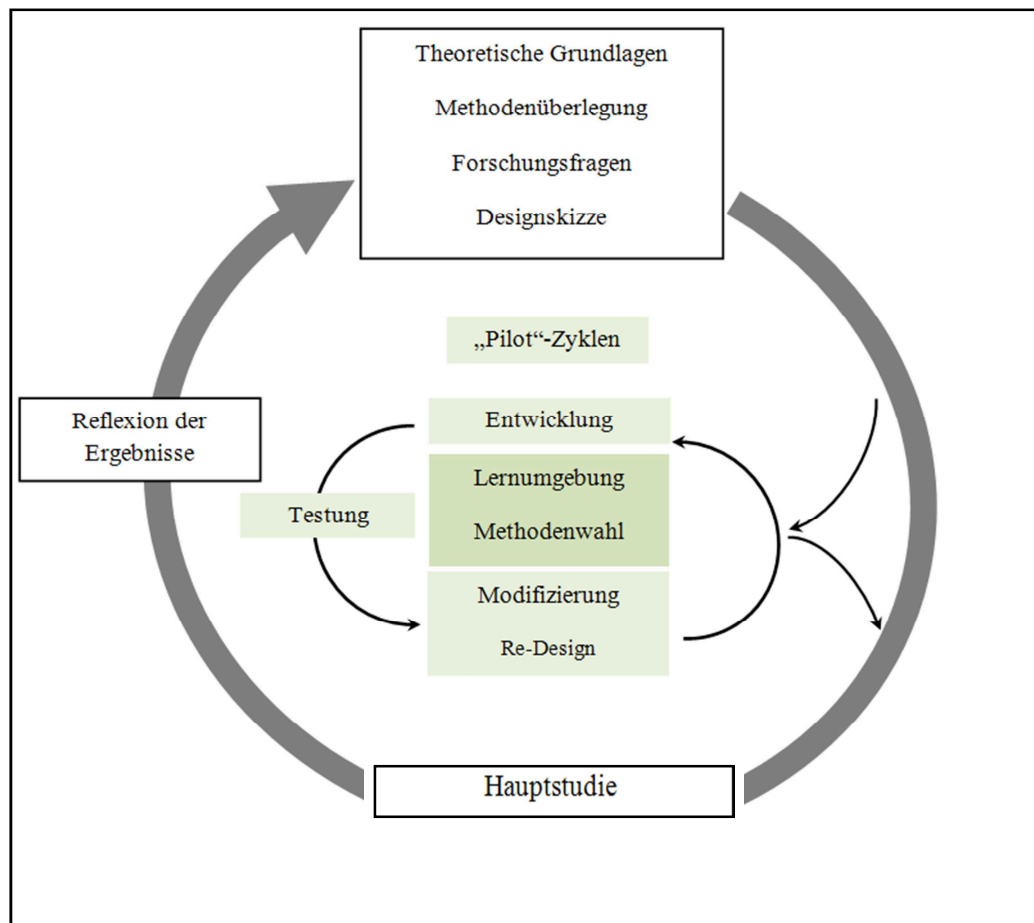 Theoretische Grundlagen
Methodenüberlegung
Forschungsfragen
Designskizze
„Pilot“-Zyklen
Entwicklung
Reflexion der
Ergebnisse
Lernumgebung
Testung
Methodenwahl
Modifizierung
Re-Design
Hauptstudie